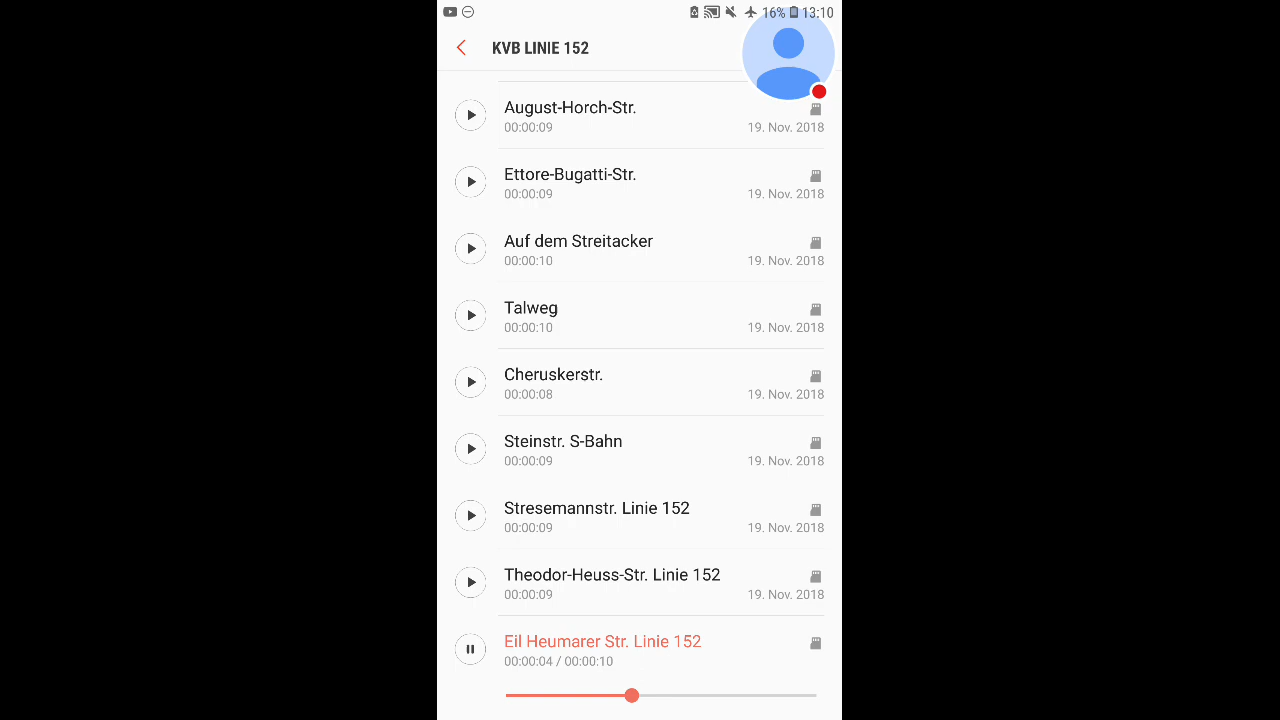 16% 13:10
KVB LINIE 152
August-Horch-Str.
00:00:09 19. Nov. 2018
Ettore-Bugatti-Str.
00:00:09 19. Nov. 2018
Auf dem Streitacker
00:00:10 19. Nov. 2018
Talweg
00:00:10 19. Nov. 2018
Cheruskerstr.
00:00:08 19. Nov. 2018
Steinstr. S-Bahn
00:00:09 19. Nov. 2018
Stresemannstr. Linie 152
00:00:09 19. Nov. 2018
Theodor-Heuss-Str. Linie 152
00:00:09 19. Nov. 2018
Eil Heumarer Str. Linie 152
00:00:04 / 00:00:10